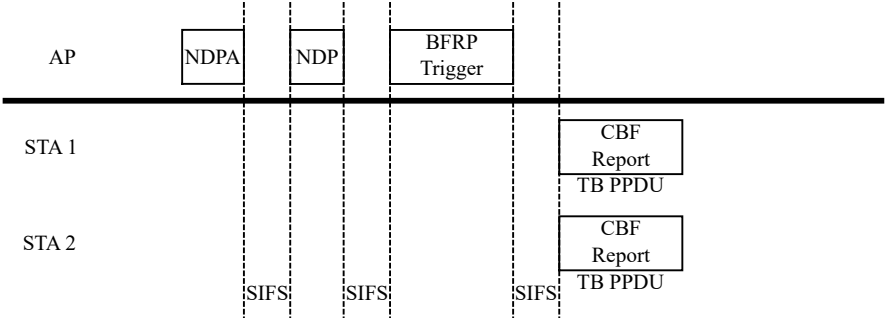 AP
NDPA
NDP
BFRP
Trigger
STA 1
CBF
Report
TB PPDU
STA 2
CBF
Report
TB PPDU
SIFS
SIFS
SIFS